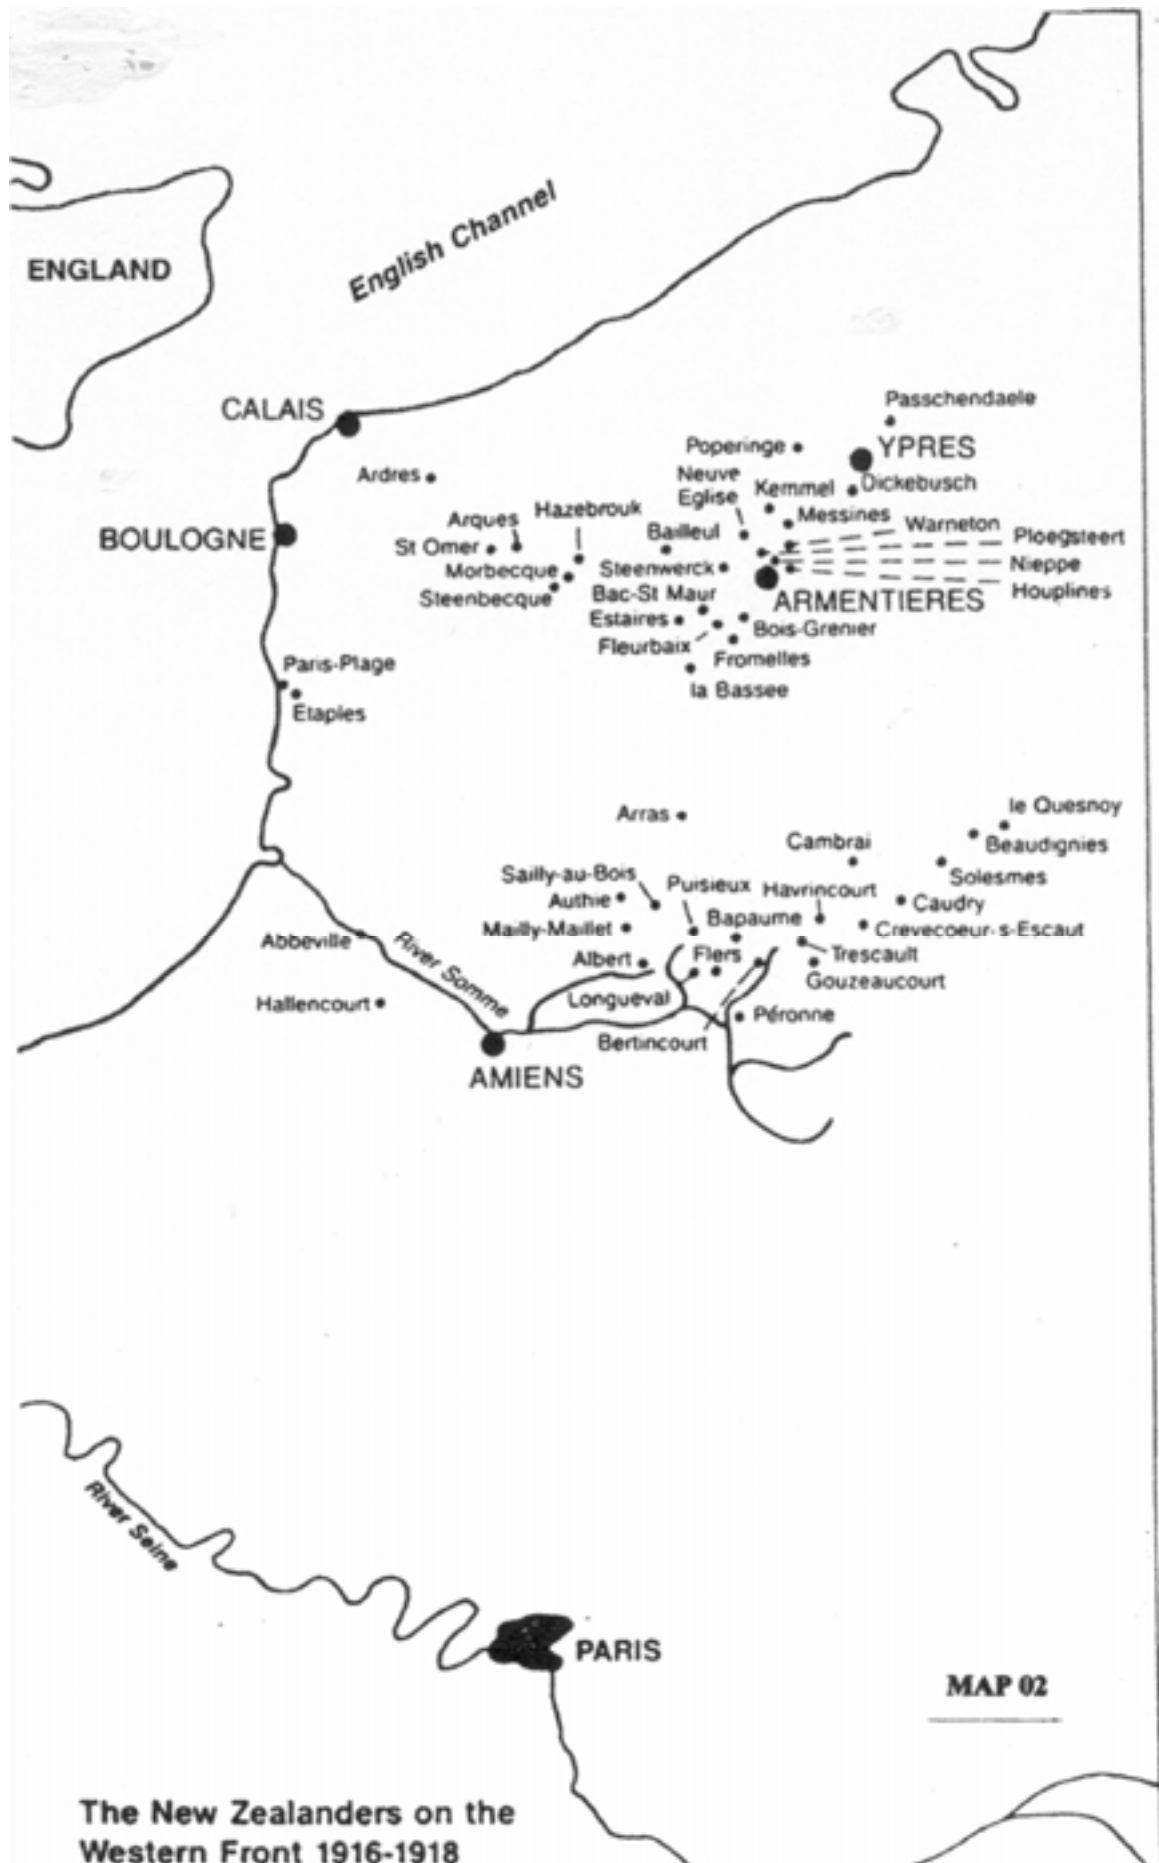 ENGLAND
English Channel
CALAIS
Passchendaele
Poperinge
YPRES
Ardres
Neuve
Eglise
Kemmel
Dickebusch
Arques
Hazebrouk
Messines
Warneton
BOULOGNE
St Omer
Bailleul
Ploegsteert
Morbecque
Steenwerck
Nieppe
Steenbecque
Bac-St Maur
ARMENTIERES
Houplines
Estaires
Bois-Grenier
Fleurbaix
Fromelles
Paris-Plage
la Bassee
Etaples
Arras
le Quesnoy
Cambrai
Beaudignies
Sailly-au-Bois
Puisieux
Havrincourt
Solesmes
Authie
Caudry
Mailly-Maillet
Bapaume
Crevecoeur-s-Escaut
Abbeville
River Somme
Albert
Flers
Trescault
Gouzeaucourt
Hallencourt
Longueval
Péronne
Bertincourt
AMIENS
River Seine
PARIS
MAP 02
The New Zealanders on the
Western Front 1916-1918